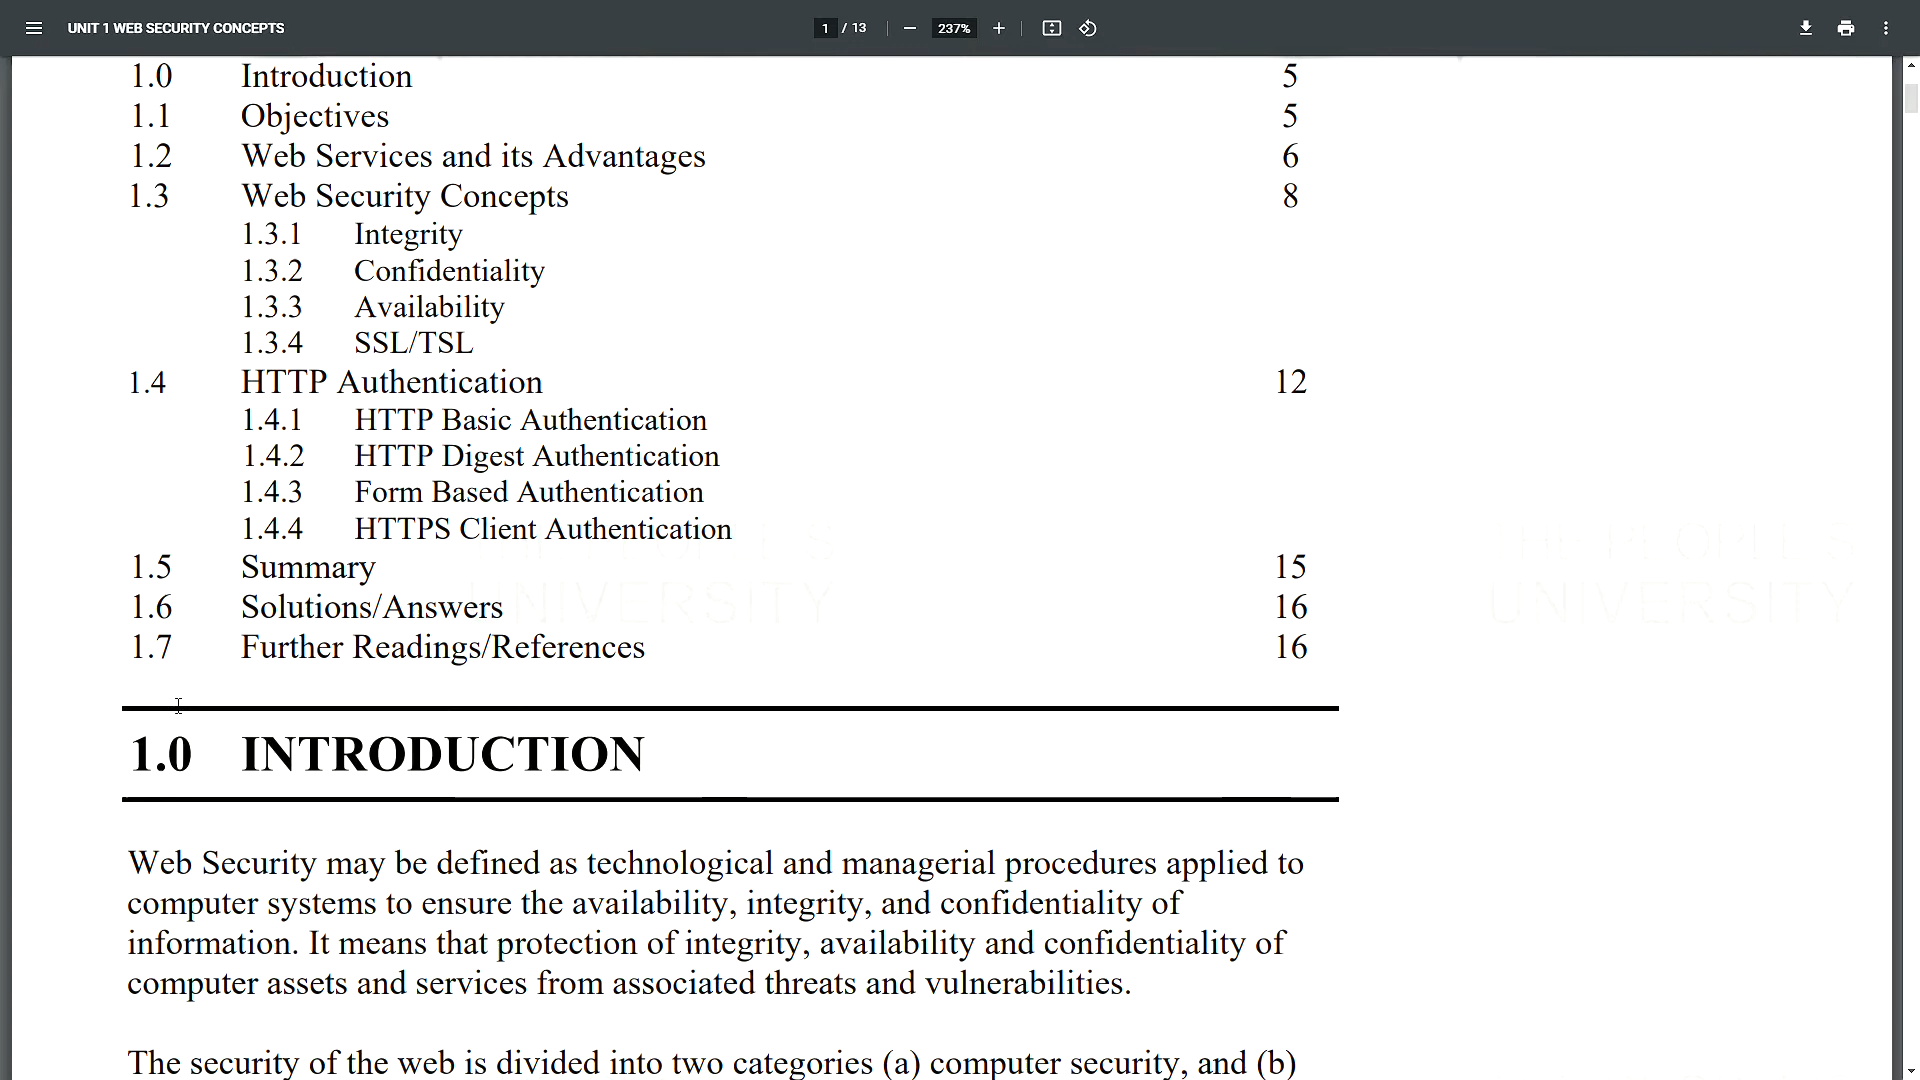 UNIT 1 WEB SECURITY CONCEPTS
1 / 13
237%
1.0 Introduction 5
1.1 Objectives 5
1.2 Web Services and its Advantages 6
1.3 Web Security Concepts 8
1.3.1 Integrity
1.3.2 Confidentiality
1.3.3 Availability
1.3.4 SSL/TSL
1.4 HTTP Authentication 12
1.4.1 HTTP Basic Authentication
1.4.2 HTTP Digest Authentication
1.4.3 Form Based Authentication
1.4.4 HTTPS Client Authentication
1.5 Summary 15
1.6 Solutions/Answers 16
1.7 Further Readings/References 16
UNIVERSITY
UNIVERSITY
1.0 INTRODUCTION
Web Security may be defined as technological and managerial procedures applied to
computer systems to ensure the availability, integrity, and confidentiality of
information. It means that protection of integrity, availability and confidentiality of
computer assets and services from associated threats and vulnerabilities.
The security of the web is divided into two categories (a) computer security, and (b)